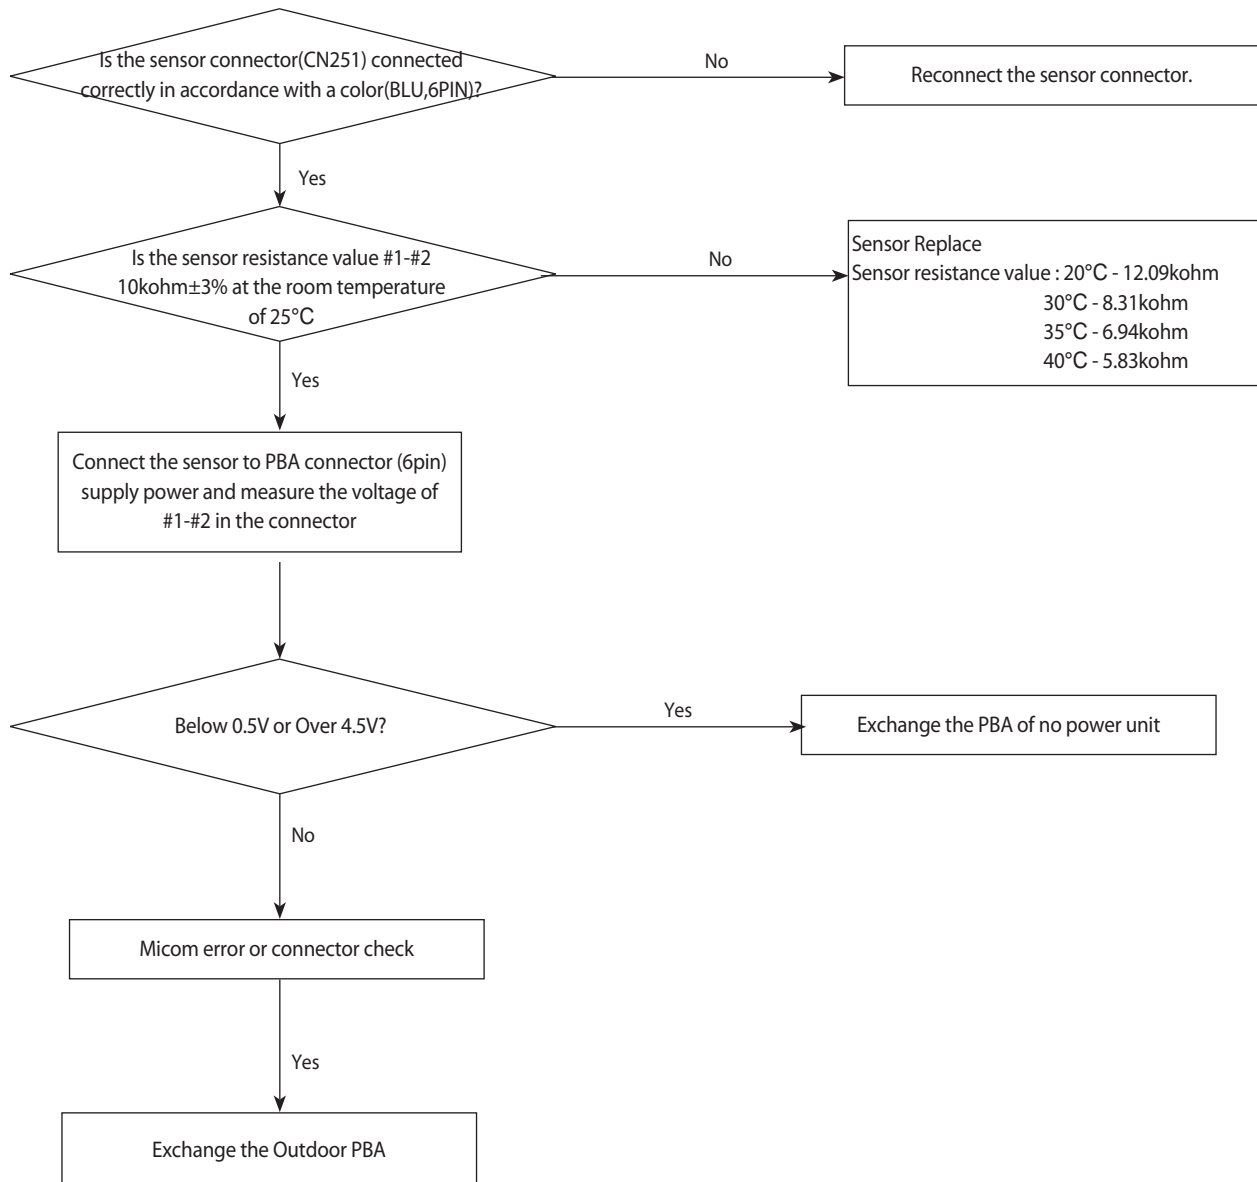 Is the sensor connector(CN251) connected
correctly in accordance with a color(BLU,6PIN)?
No
Reconnect the sensor connector.
Yes
Is the sensor resistance value #1-#2
10kohm±3% at the room temperature
of 25°C
No
Sensor Replace
Sensor resistance value : 20°C - 12.09kohm
30°C - 8.31kohm
35°C - 6.94kohm
40°C - 5.83kohm
Yes
Connect the sensor to PBA connector (6pin)
supply power and measure the voltage of
#1-#2 in the connector
Below 0.5V or Over 4.5V?
Yes
Exchange the PBA of no power unit
No
Micom error or connector check
Yes
Exchange the Outdoor PBA